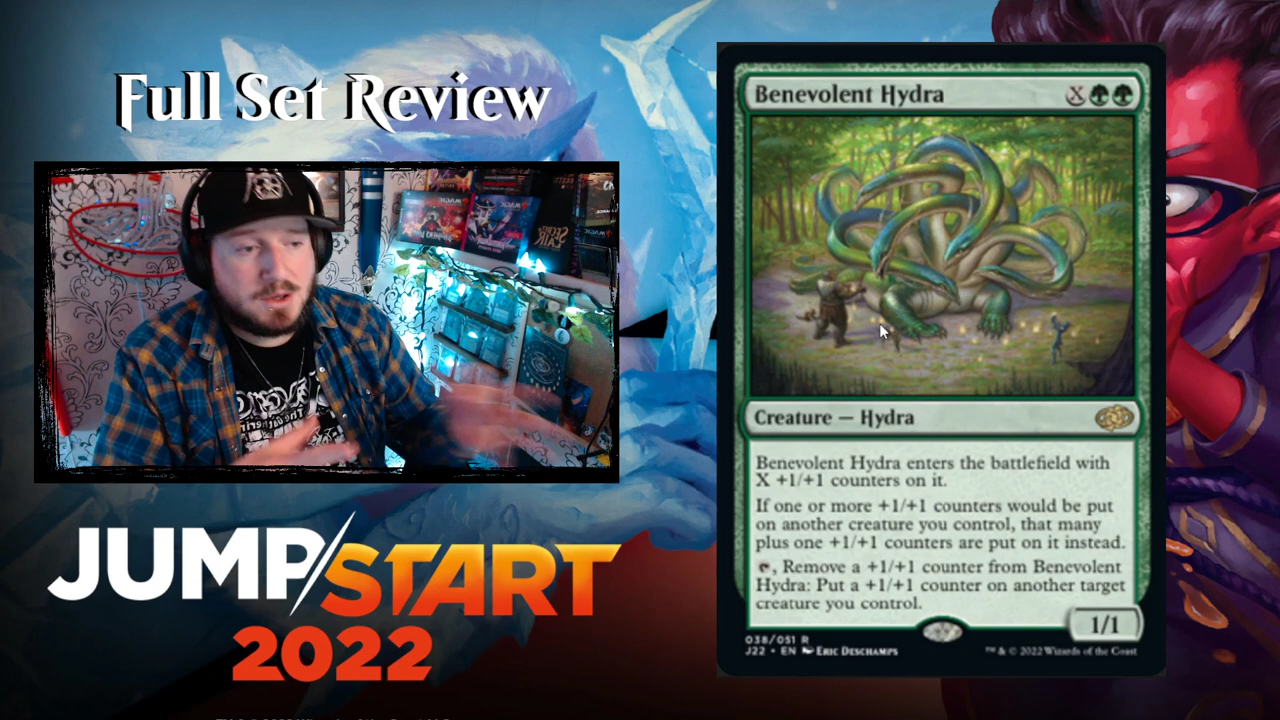 Full Set Review
JUMP/START
2022
Benevolent Hydra
X
Creature — Hydra
Benevolent Hydra enters the battlefield with
X +1/+1 counters on it.
If one or more +1/+1 counters would be put
on another creature you control, that many
plus one +1/+1 counters are put on it instead.
, Remove a +1/+1 counter from Benevolent
Hydra: Put a +1/+1 counter on another target
creature you control.
1/1
038/051 R
J22 • EN Eric Deschamps
™ & © 2022 Wizards of the Coast